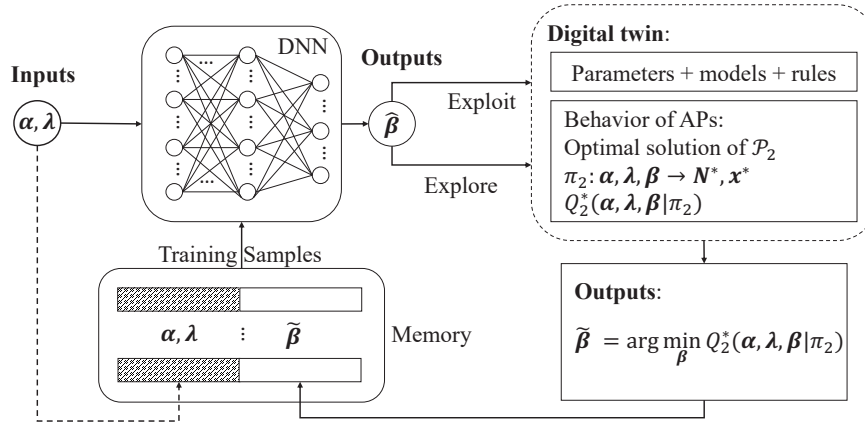 Inputs
α, λ
DNN
...
...
Outputs
β̂
Exploit
Explore
Digital twin:
Parameters + models + rules
Behavior of APs:
Optimal solution of 𝒫₂
π₂: α, λ, β → N*, x*
Q₂*(α, λ, β|π₂)
Training Samples
α, λ ⋮ β̃
Memory
Outputs:
β̃ = arg min Q₂*(α, λ, β|π₂)
β